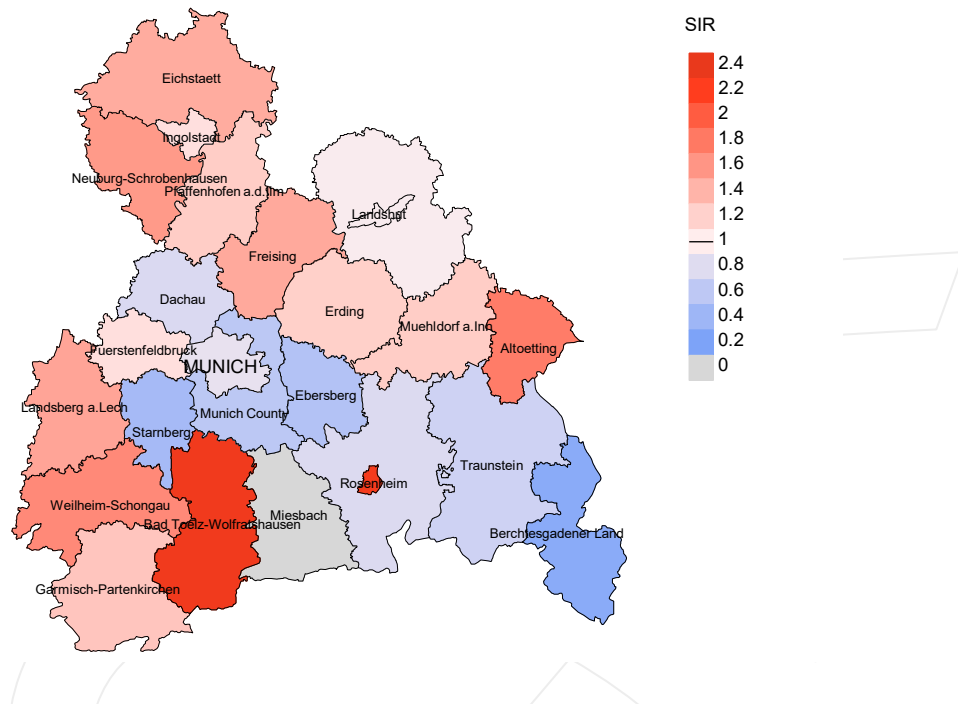 SIR
2.4
2.2
2
1.8
1.6
1.4
1.2
1
0.8
0.6
0.4
0.2
0
Eichstaett
Ingolstadt
Neuburg-Schrobenhausen
Pfaffenhofen a.d.Ilm
Landshut
Freising
Dachau
Erding
Muehldorf a.Inn
Altoetting
Fuerstenfeldbruck
MUNICH
Ebersberg
Landsberg a.Lech
Munich County
Starnberg
Traunstein
Rosenheim
Weilheim-Schongau
Miesbach
Bad Toelz-Wolfratshausen
Berchtesgadener Land
Garmisch-Partenkirchen